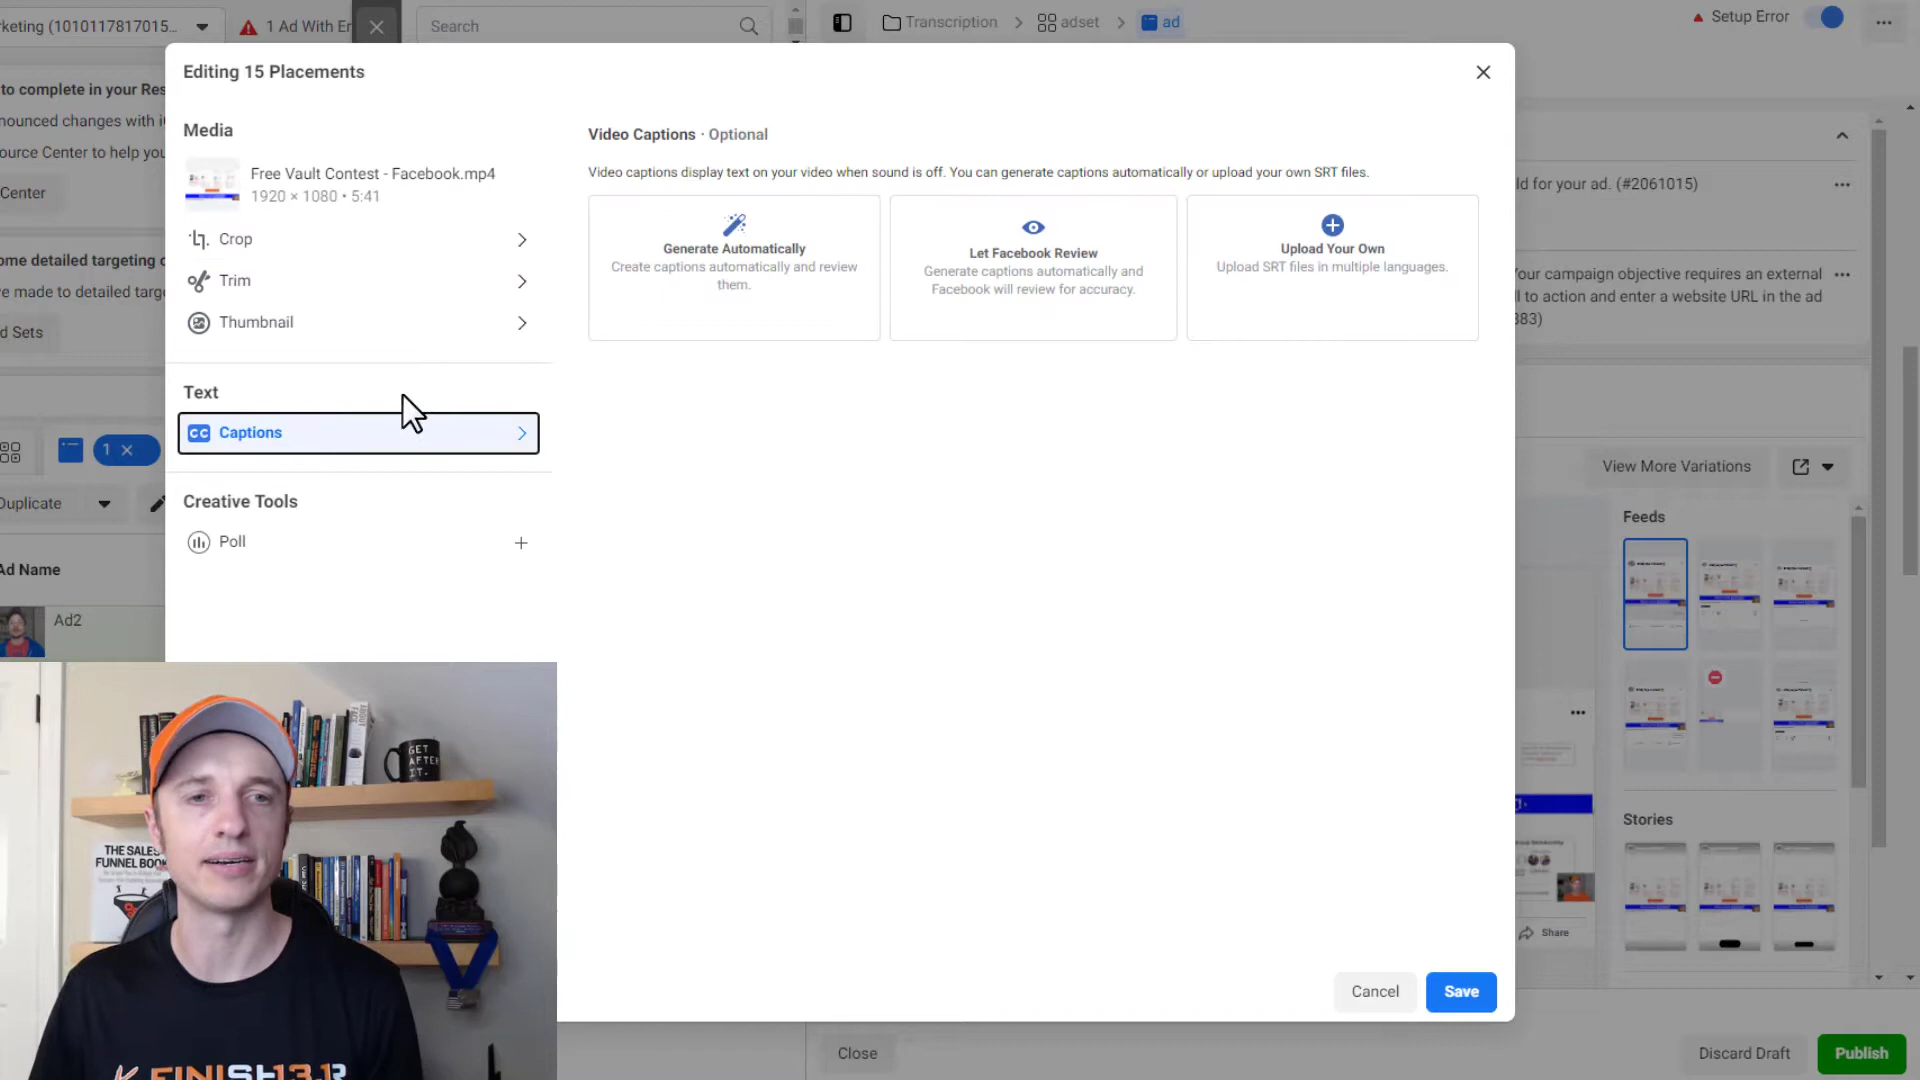 rketing (1010117817015...
1 Ad With Er
Search
Transcription
adset
ad
Setup Error
to complete in your Res
nounced changes with i
ource Center to help you
Center
ome detailed targeting o
ve made to detailed targe
d Sets
1
Duplicate
Ad Name
Ad2
Editing 15 Placements
Media
Free Vault Contest - Facebook.mp4
1920 × 1080 • 5:41
Crop
Trim
Thumbnail
Text
CC Captions
Creative Tools
Poll
Video Captions · Optional
Video captions display text on your video when sound is off. You can generate captions automatically or upload your own SRT files.
Generate Automatically
Create captions automatically and review
them.
Let Facebook Review
Generate captions automatically and
Facebook will review for accuracy.
Upload Your Own
Upload SRT files in multiple languages.
Cancel
Save
ld for your ad. (#2061015)
Your campaign objective requires an external
l to action and enter a website URL in the ad
383)
View More Variations
Feeds
Stories
Share
Close
Discard Draft
Publish
GET
AFTER
IT.
THE SALES
FUNNEL BOOK
FINISH13.1R